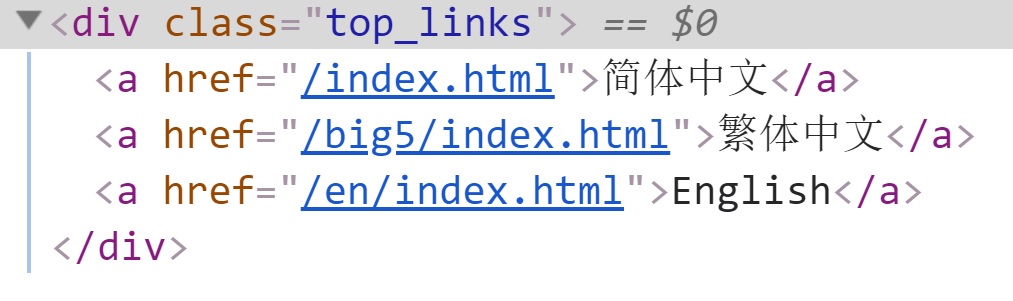 ▼<div class="top_links"> == $0
<a href="/index.html">简体中文</a>
<a href="/big5/index.html">繁体中文</a>
<a href="/en/index.html">English</a>
</div>